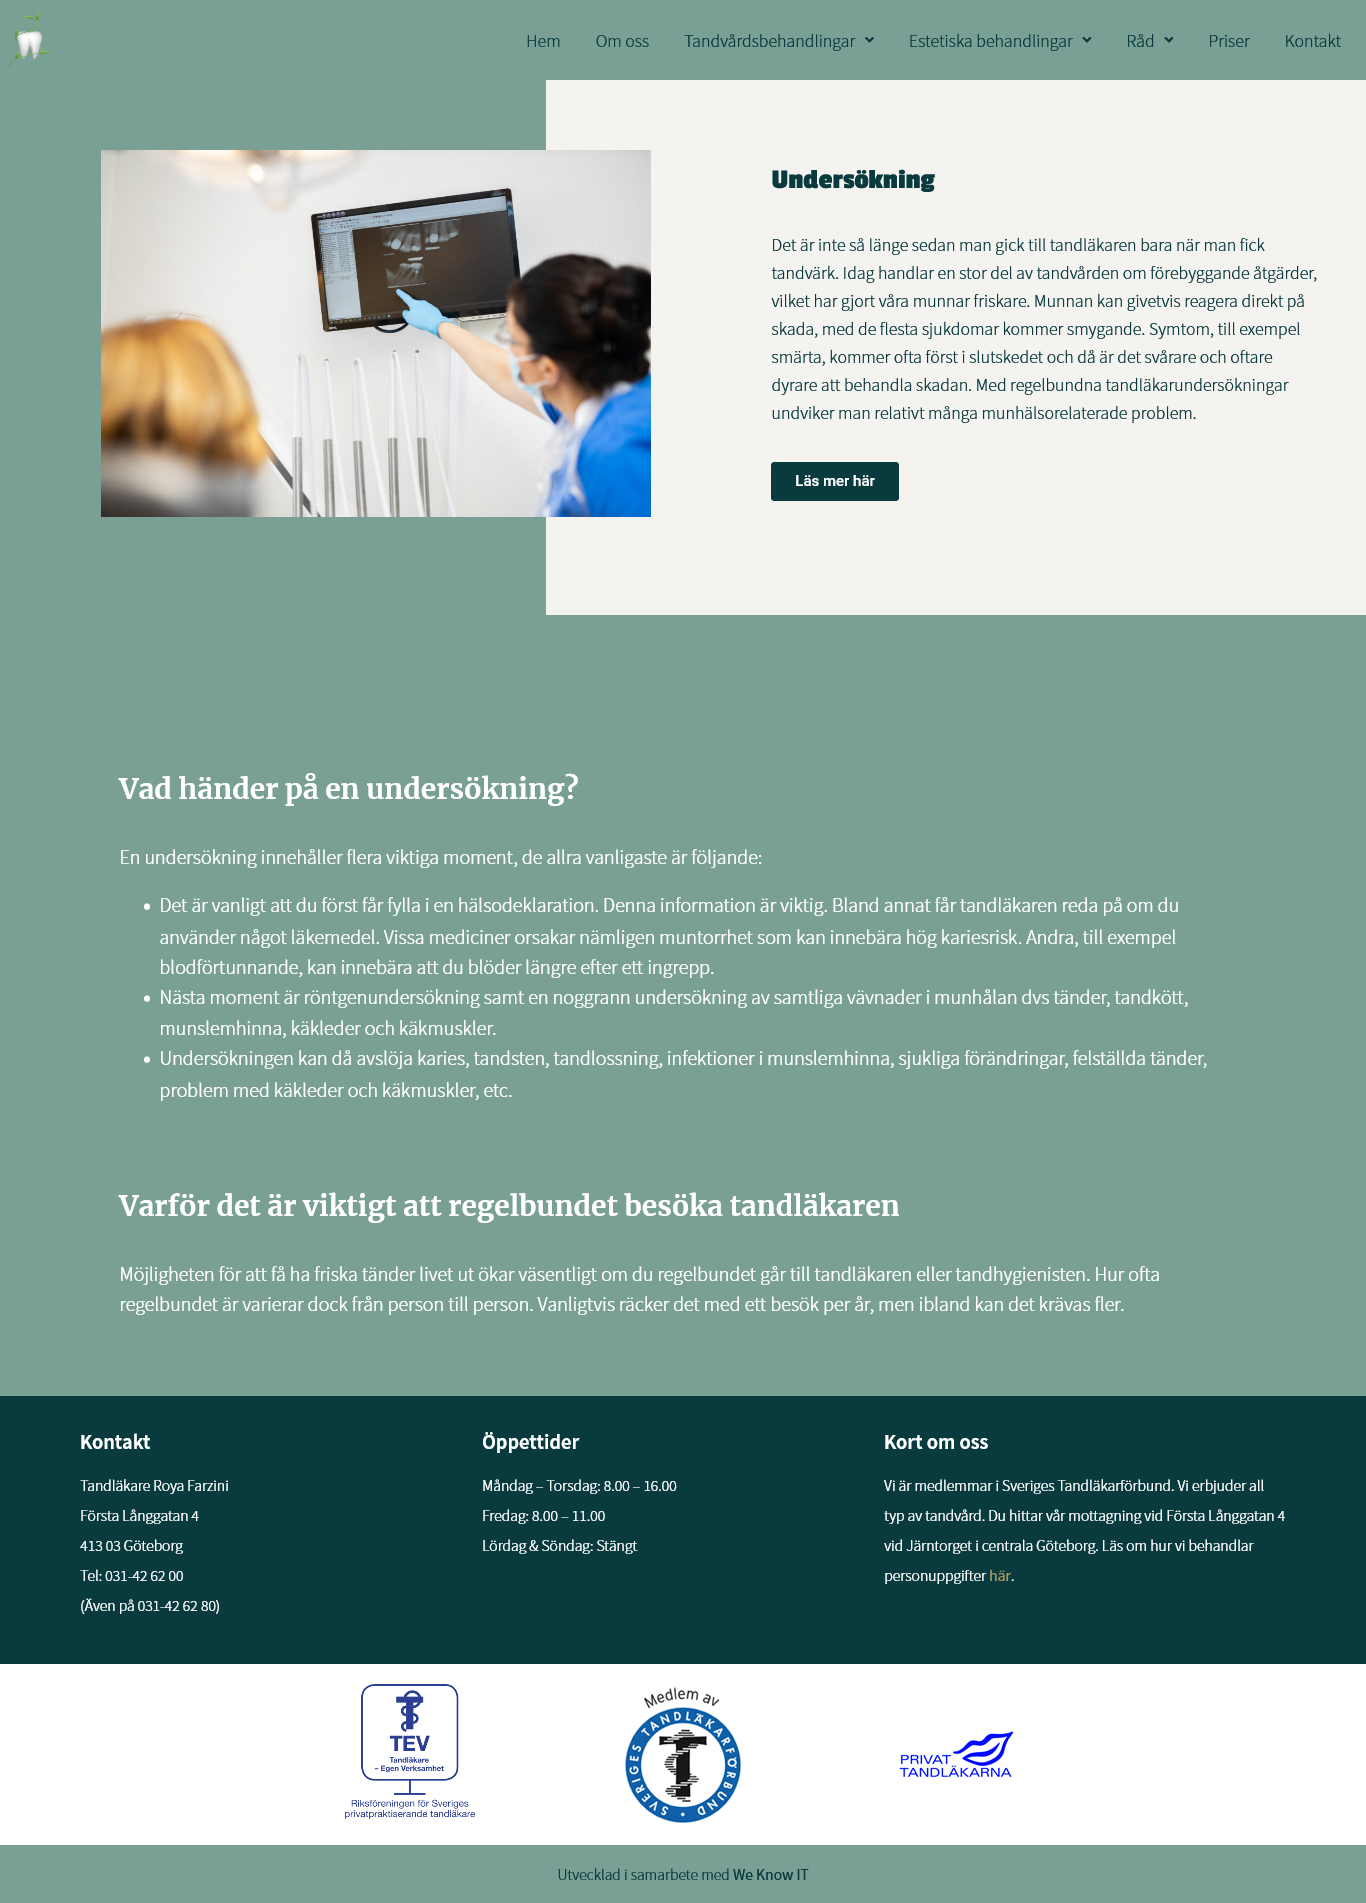 Hem Om oss Tandvårdsbehandlingar Estetiska behandlingar Råd Priser Kontakt
Undersökning
Det är inte så länge sedan man gick till tandläkaren bara när man fick
tandvärk. Idag handlar en stor del av tandvården om förebyggande åtgärder,
vilket har gjort våra munnar friskare. Munnan kan givetvis reagera direkt på
skada, med de flesta sjukdomar kommer smygande. Symtom, till exempel
smärta, kommer ofta först i slutskedet och då är det svårare och oftare
dyrare att behandla skadan. Med regelbundna tandläkarundersökningar
undviker man relativt många munhälsorelaterade problem.
Läs mer här
Vad händer på en undersökning?
En undersökning innehåller flera viktiga moment, de allra vanligaste är följande:
• Det är vanligt att du först får fylla i en hälsodeklaration. Denna information är viktig. Bland annat får tandläkaren reda på om du
använder något läkemedel. Vissa mediciner orsakar nämligen muntorrhet som kan innebära hög kariesrisk. Andra, till exempel
blodförtunnande, kan innebära att du blöder längre efter ett ingrepp.
• Nästa moment är röntgenundersökning samt en noggrann undersökning av samtliga vävnader i munhålan dvs tänder, tandkött,
munslemhinna, käkleder och käkmuskler.
• Undersökningen kan då avslöja karies, tandsten, tandlossning, infektioner i munslemhinna, sjukliga förändringar, felställda tänder,
problem med käkleder och käkmuskler, etc.
Varför det är viktigt att regelbundet besöka tandläkaren
Möjligheten för att få ha friska tänder livet ut ökar väsentligt om du regelbundet går till tandläkaren eller tandhygienisten. Hur ofta
regelbundet är varierar dock från person till person. Vanligtvis räcker det med ett besök per år, men ibland kan det krävas fler.
Kontakt
Tandläkare Roya Farzini
Första Långgatan 4
413 03 Göteborg
Tel: 031-42 62 00
(Även på 031-42 62 80)
Öppettider
Måndag – Torsdag: 8.00 – 16.00
Fredag: 8.00 – 11.00
Lördag & Söndag: Stängt
Kort om oss
Vi är medlemmar i Sveriges Tandläkarförbund. Vi erbjuder all
typ av tandvård. Du hittar vår mottagning vid Första Långgatan 4
vid Järntorget i centrala Göteborg. Läs om hur vi behandlar
personuppgifter här.
TEV
Tandläkare
– Egen Verksamhet
Riksföreningen för Sveriges
privatpraktiserande tandläkare
Medlem av
SVERIGES TANDLÄKARFÖRBUND
PRIVAT
TANDLÄKARNA
Utvecklad i samarbete med We Know IT